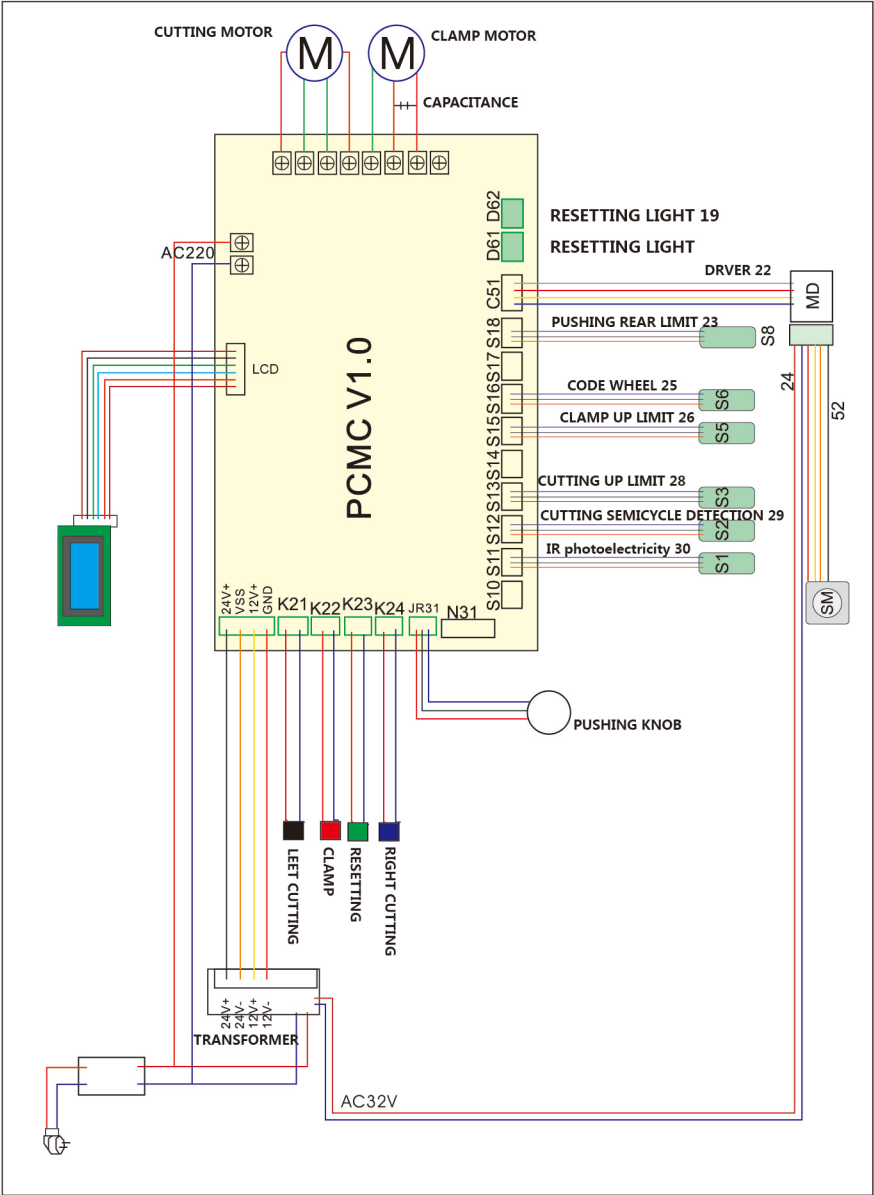 CUTTING MOTOR
M
M
CLAMP MOTOR
CAPACITANCE
D62
RESETTING LIGHT 19
D61
RESETTING LIGHT
AC220
C51
DRVER 22
MD
S18
PUSHING REAR LIMIT 23
S8
S17
LCD
PCMC V1.0
24
52
S16
CODE WHEEL 25
S6
S15
CLAMP UP LIMIT 26
S5
S14
S13
CUTTING UP LIMIT 28
S3
S12
CUTTING SEMICYCLE DETECTION 29
S2
S11
IR photoelectricity 30
S1
S10
SM
24V+
VSS
12V+
GND
K21
K22
K23
K24
JR31
N31
PUSHING KNOB
LEET CUTTING
CLAMP
RESETTING
RIGHT CUTTING
24V+
24V-
12V+
12V-
TRANSFORMER
AC32V